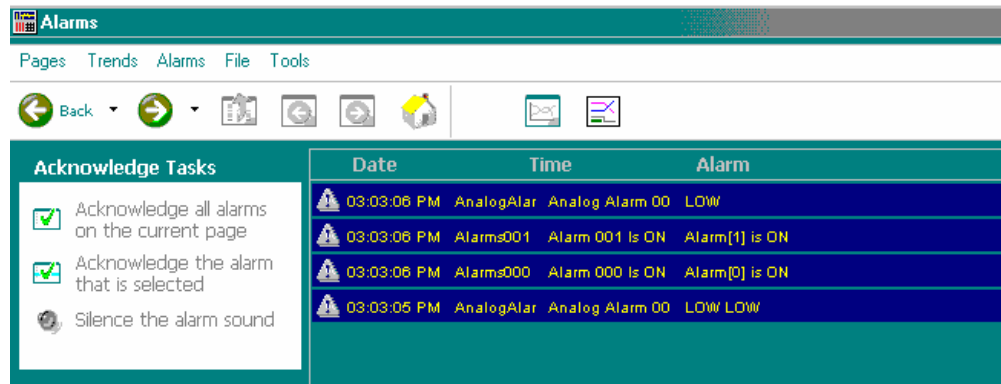 Alarms
Pages Trends Alarms File Tools
Back
Acknowledge Tasks
Acknowledge all alarms
on the current page
Acknowledge the alarm
that is selected
Silence the alarm sound
Date Time Alarm
03:03:06 PM AnalogAlar Analog Alarm 00 LOW
03:03:06 PM Alarms001 Alarm 001 Is ON Alarm[1] is ON
03:03:06 PM Alarms000 Alarm 000 Is ON Alarm[0] is ON
03:03:05 PM AnalogAlar Analog Alarm 00 LOW LOW